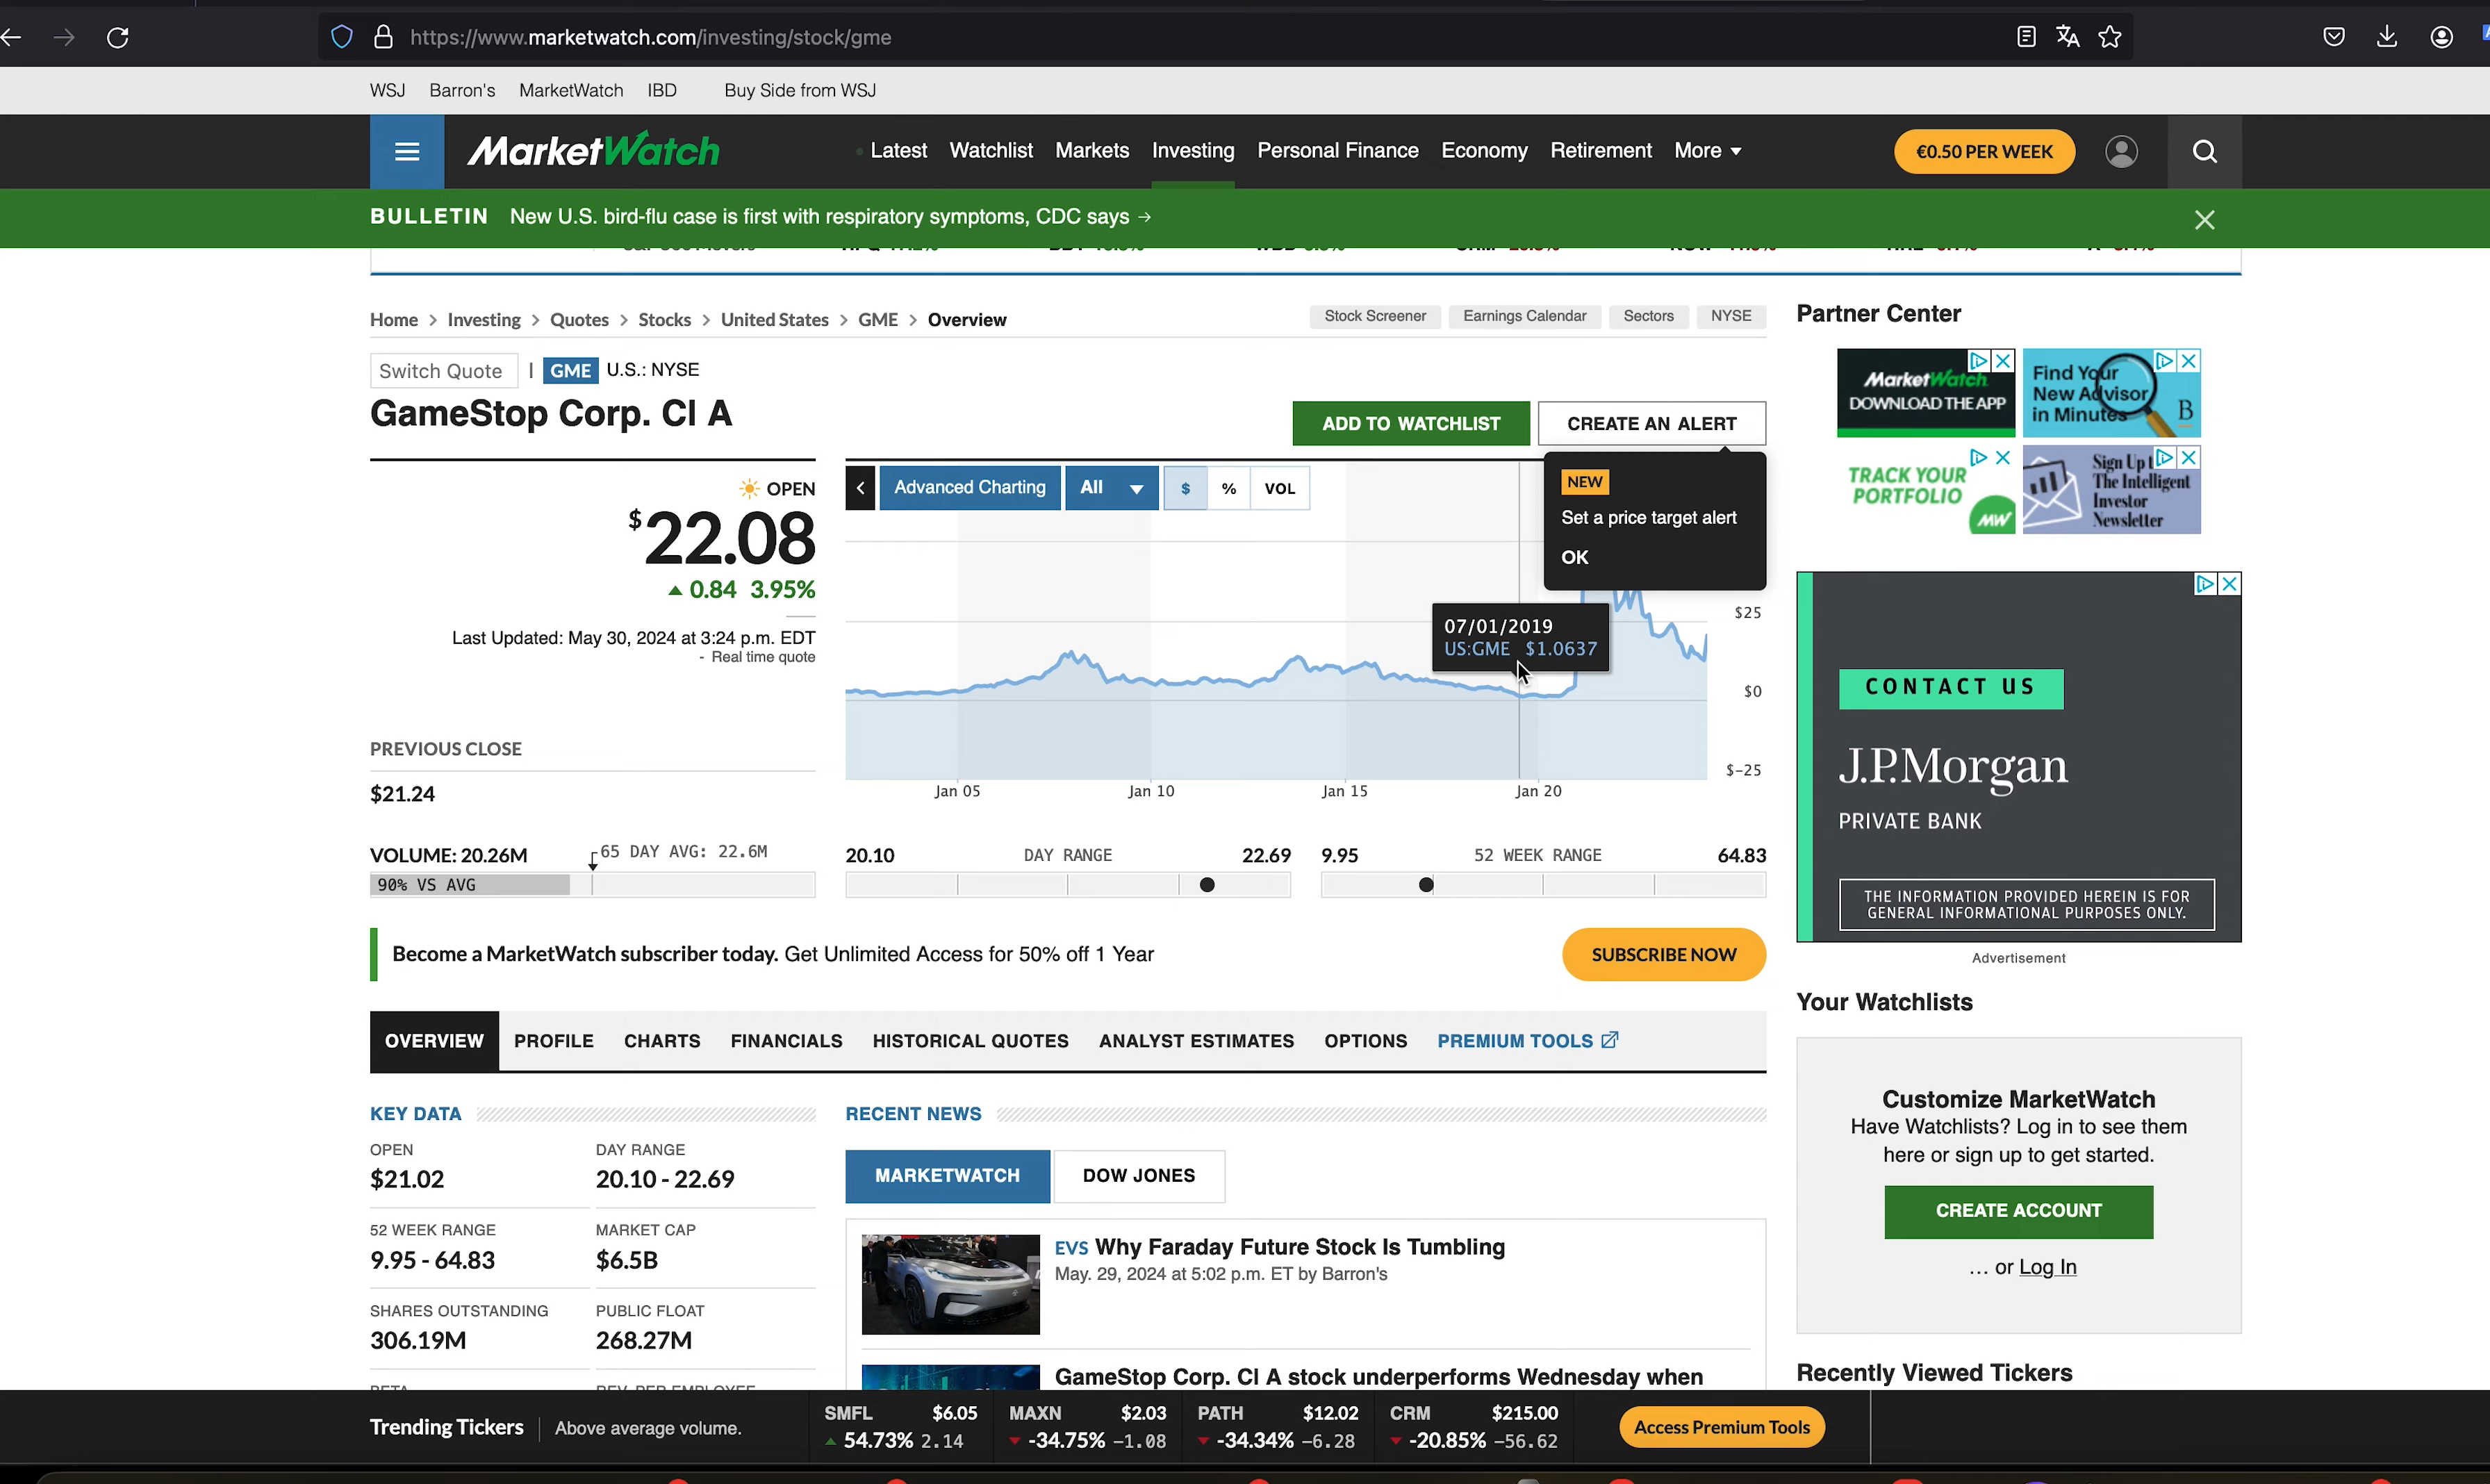 https://www.marketwatch.com/investing/stock/gme
WSJ Barron's MarketWatch IBD Buy Side from WSJ
MarketWatch
Latest Watchlist Markets Investing Personal Finance Economy Retirement More
€0.50 PER WEEK
BULLETIN New U.S. bird-flu case is first with respiratory symptoms, CDC says →
Home > Investing > Quotes > Stocks > United States > GME > Overview
Stock Screener Earnings Calendar Sectors NYSE
Switch Quote | GME U.S.: NYSE
GameStop Corp. Cl A
ADD TO WATCHLIST CREATE AN ALERT
NEW
Set a price target alert
OK
OPEN
$22.08
0.84 3.95%
Last Updated: May 30, 2024 at 3:24 p.m. EDT
- Real time quote
PREVIOUS CLOSE
$21.24
Advanced Charting All $ % VOL
07/01/2019
US:GME $1.0637
$25
$0
$-25
Jan 05 Jan 10 Jan 15 Jan 20
VOLUME: 20.26M 65 DAY AVG: 22.6M
90% VS AVG
20.10 DAY RANGE 22.69
9.95 52 WEEK RANGE 64.83
Become a MarketWatch subscriber today. Get Unlimited Access for 50% off 1 Year
SUBSCRIBE NOW
OVERVIEW PROFILE CHARTS FINANCIALS HISTORICAL QUOTES ANALYST ESTIMATES OPTIONS PREMIUM TOOLS
KEY DATA
OPEN DAY RANGE
$21.02 20.10 - 22.69
52 WEEK RANGE MARKET CAP
9.95 - 64.83 $6.5B
SHARES OUTSTANDING PUBLIC FLOAT
306.19M 268.27M
RECENT NEWS
MARKETWATCH DOW JONES
EVS Why Faraday Future Stock Is Tumbling
May. 29, 2024 at 5:02 p.m. ET by Barron's
GameStop Corp. Cl A stock underperforms Wednesday when
Partner Center
MarketWatch
DOWNLOAD THE APP
Find Your
New Advisor
in Minutes
B
TRACK YOUR
PORTFOLIO
MW
Sign Up t
The Intelligent
Investor
Newsletter
CONTACT US
J.P.Morgan
PRIVATE BANK
THE INFORMATION PROVIDED HEREIN IS FOR
GENERAL INFORMATIONAL PURPOSES ONLY.
Advertisement
Your Watchlists
Customize MarketWatch
Have Watchlists? Log in to see them
here or sign up to get started.
CREATE ACCOUNT
... or Log In
Recently Viewed Tickers
Trending Tickers | Above average volume.
SMFL $6.05
54.73% 2.14
MAXN $2.03
-34.75% -1.08
PATH $12.02
-34.34% -6.28
CRM $215.00
-20.85% -56.62
Access Premium Tools